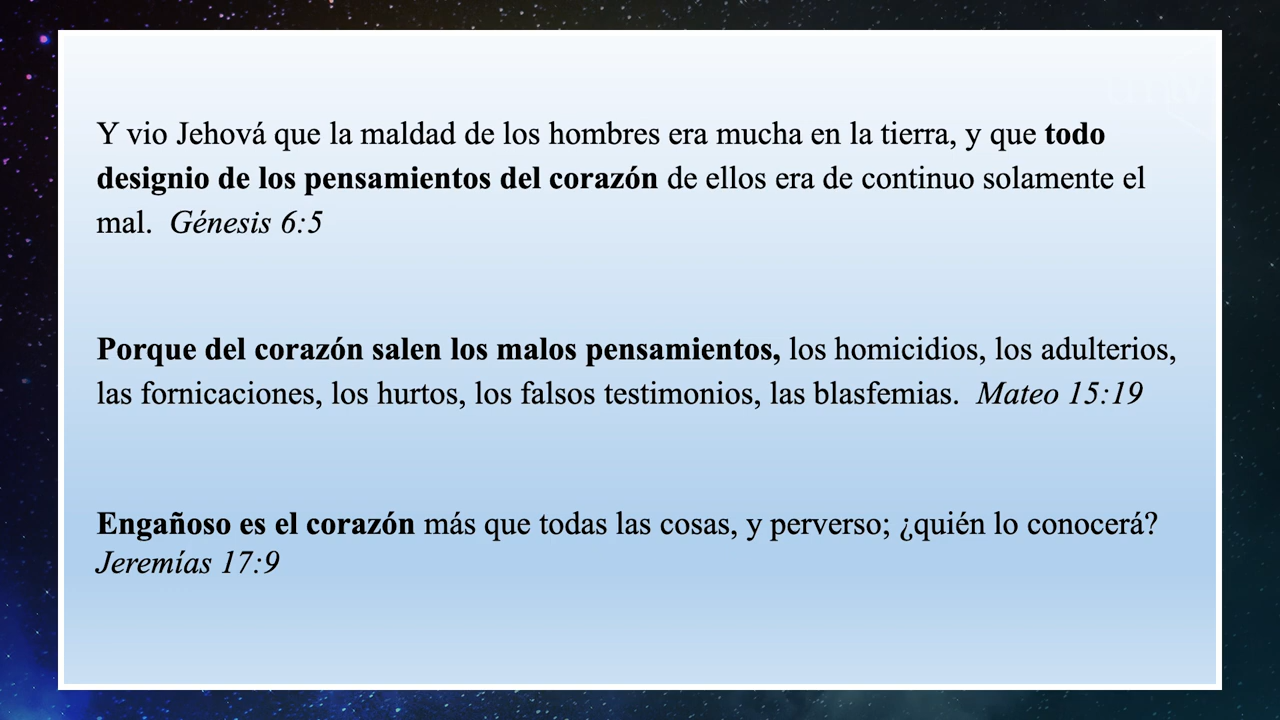 Y vio Jehová que la maldad de los hombres era mucha en la tierra, y que todo
designio de los pensamientos del corazón de ellos era de continuo solamente el
mal. Génesis 6:5
Porque del corazón salen los malos pensamientos, los homicidios, los adulterios,
las fornicaciones, los hurtos, los falsos testimonios, las blasfemias. Mateo 15:19
Engañoso es el corazón más que todas las cosas, y perverso; ¿quién lo conocerá?
Jeremías 17:9